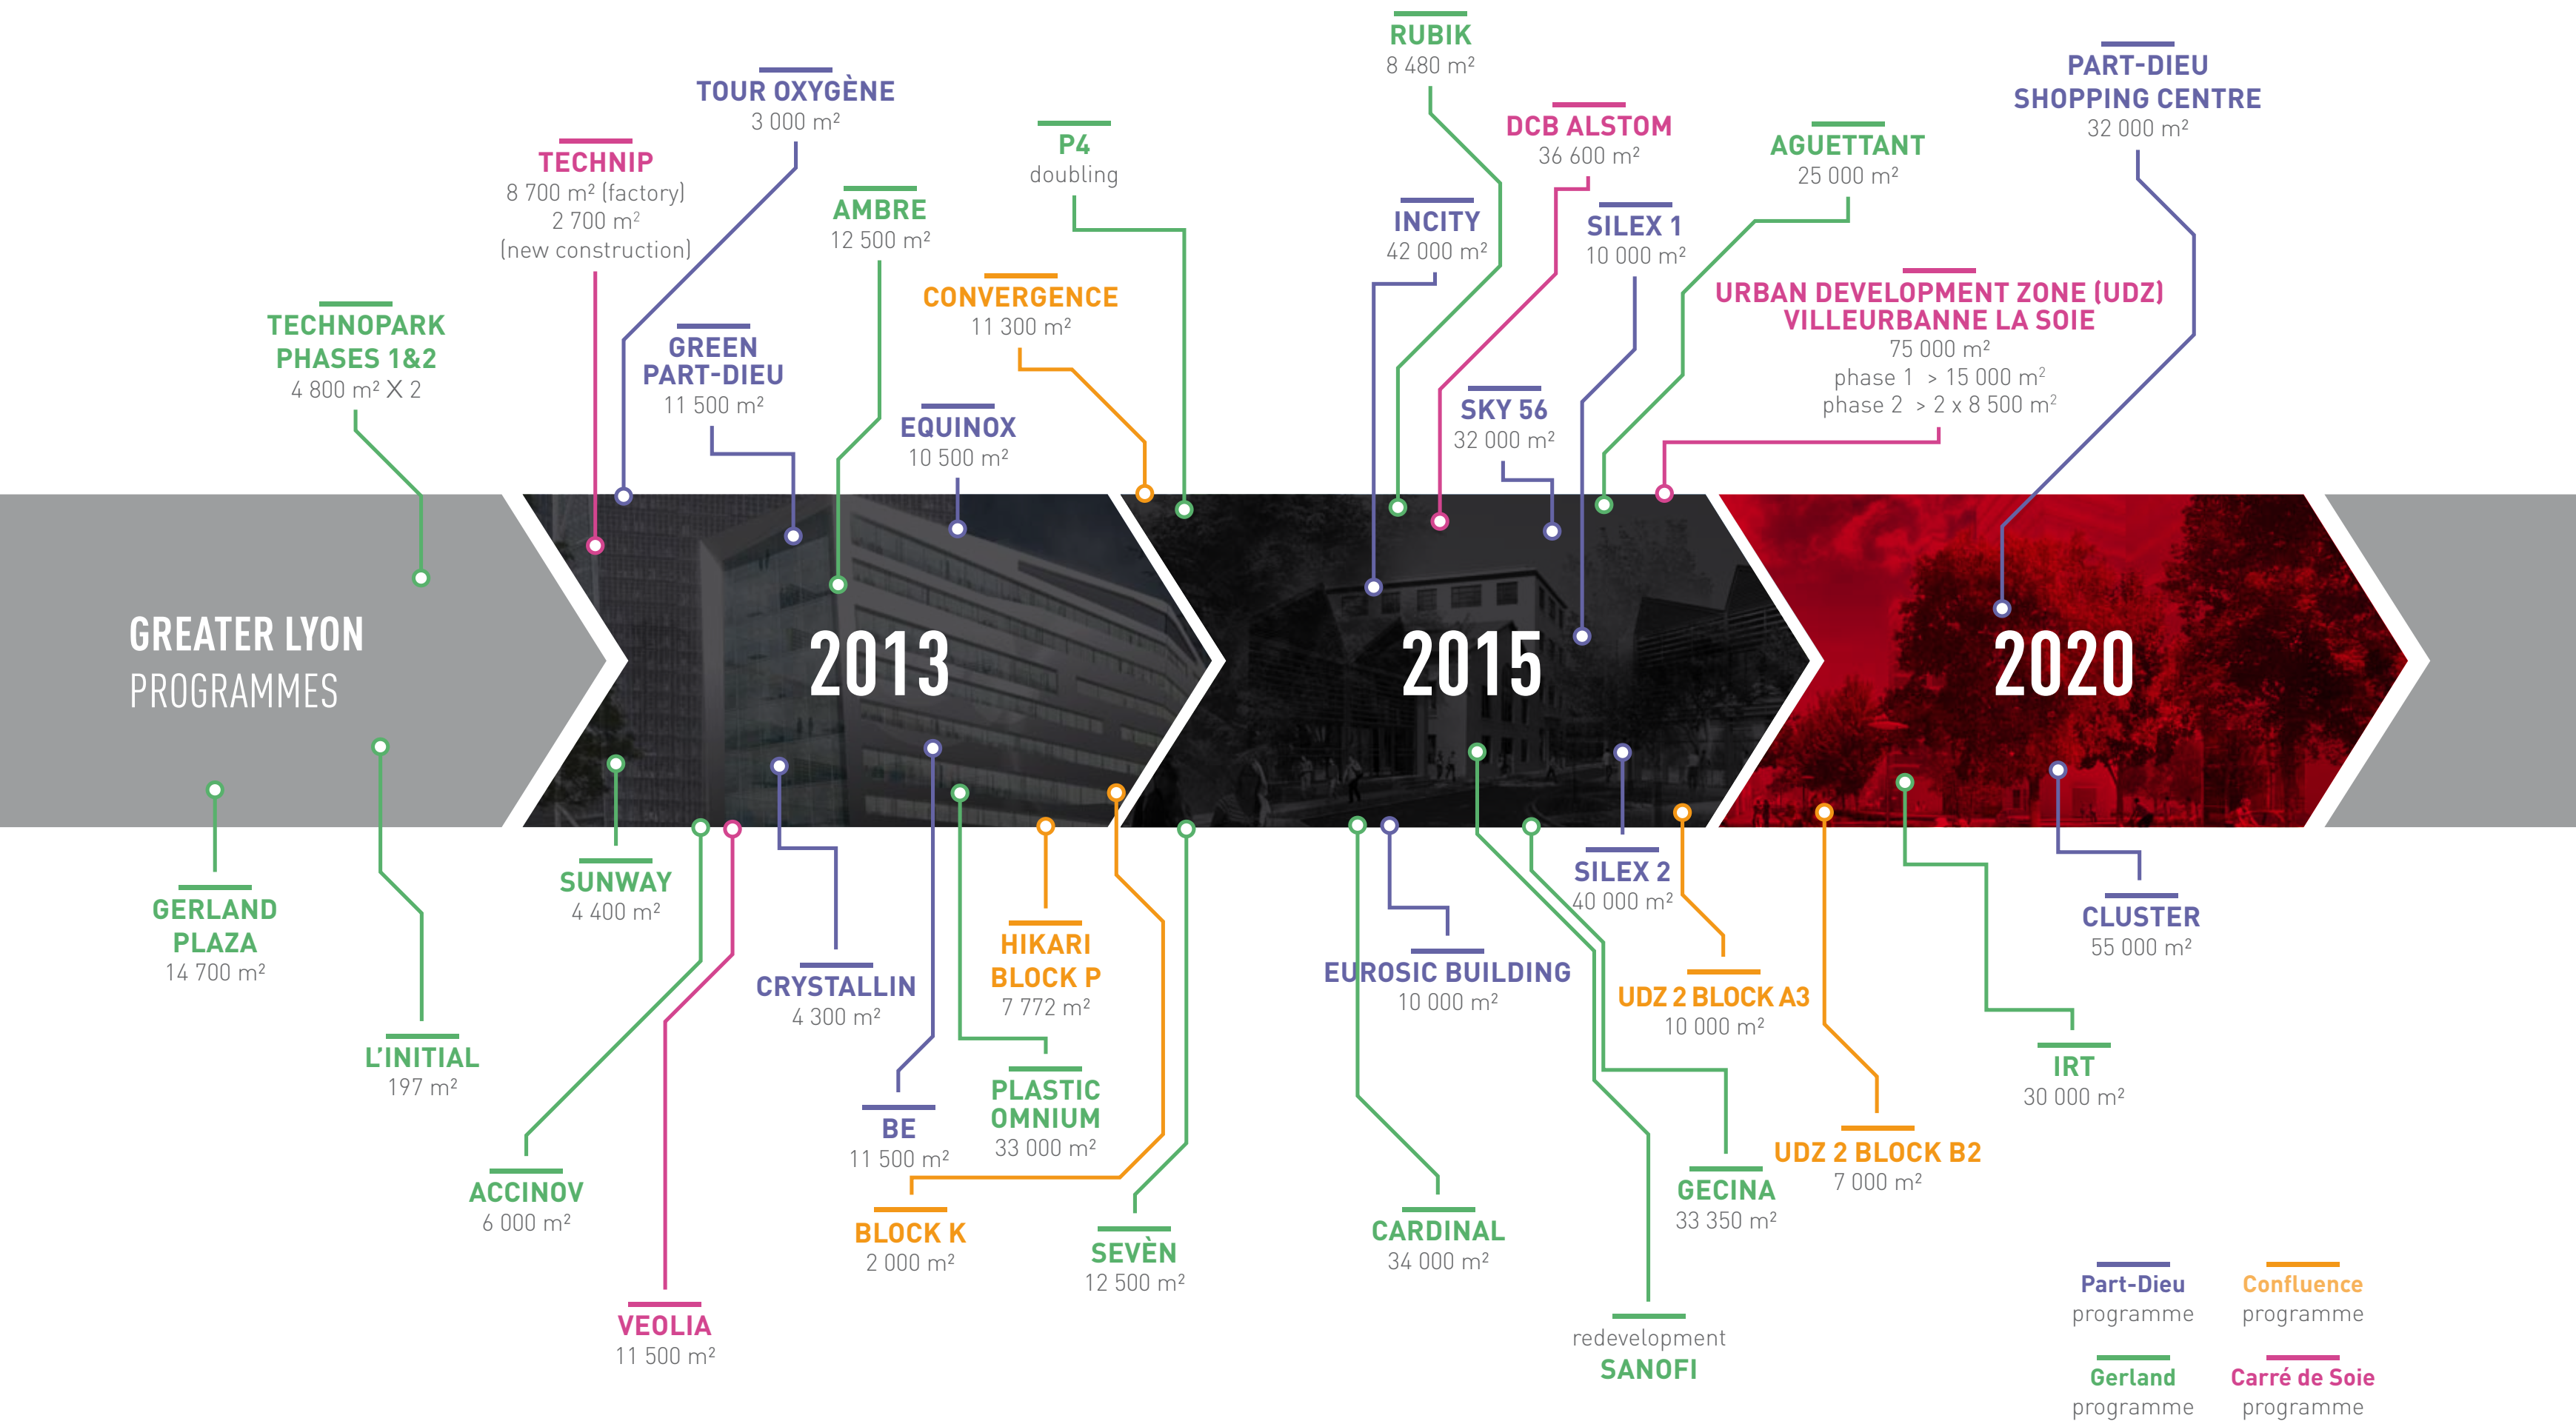 RUBIK
8 480 m²
PART-DIEU
SHOPPING CENTRE
32 000 m²
TOUR OXYGÈNE
3 000 m²
DCB ALSTOM
36 600 m²
P4
doubling
AGUETTANT
25 000 m²
TECHNIP
8 700 m² (factory)
2 700 m²
(new construction)
AMBRE
12 500 m²
INCITY
42 000 m²
SILEX 1
10 000 m²
CONVERGENCE
11 300 m²
URBAN DEVELOPMENT ZONE (UDZ)
VILLEURBANNE LA SOIE
75 000 m²
phase 1 > 15 000 m²
phase 2 > 2 x 8 500 m²
TECHNOPARK
PHASES 1&2
4 800 m² X 2
GREEN
PART-DIEU
11 500 m²
EQUINOX
10 500 m²
SKY 56
32 000 m²
GREATER LYON
PROGRAMMES
2013
2015
2020
GERLAND
PLAZA
14 700 m²
L'INITIAL
197 m²
SUNWAY
4 400 m²
ACCINOV
6 000 m²
VEOLIA
11 500 m²
CRYSTALLIN
4 300 m²
BE
11 500 m²
HIKARI
BLOCK P
7 772 m²
PLASTIC
OMNIUM
33 000 m²
BLOCK K
2 000 m²
SEVÈN
12 500 m²
EUROSIC BUILDING
10 000 m²
CARDINAL
34 000 m²
SILEX 2
40 000 m²
UDZ 2 BLOCK A3
10 000 m²
GECINA
33 350 m²
redevelopment
SANOFI
UDZ 2 BLOCK B2
7 000 m²
CLUSTER
55 000 m²
IRT
30 000 m²
Part-Dieu
programme
Confluence
programme
Gerland
programme
Carré de Soie
programme